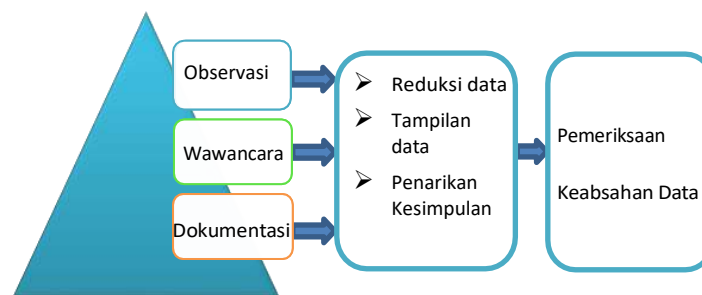 Observasi
Wawancara
Dokumentasi
➢ Reduksi data
➢ Tampilan
data
➢ Penarikan
Kesimpulan
Pemeriksaan
Keabsahan Data